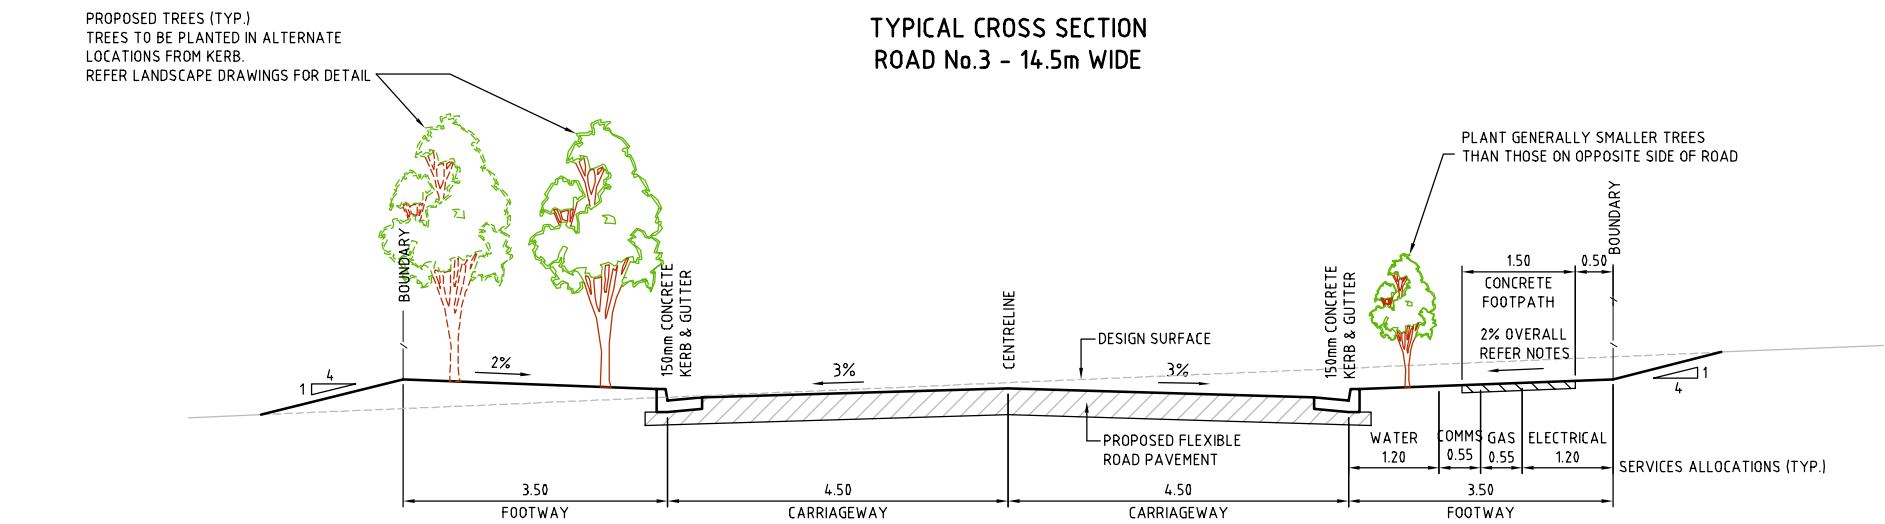 TYPICAL CROSS SECTION
ROAD No.3 - 14.5m WIDE
PROPOSED TREES (TYP.)
TREES TO BE PLANTED IN ALTERNATE
LOCATIONS FROM KERB.
REFER LANDSCAPE DRAWINGS FOR DETAIL
PLANT GENERALLY SMALLER TREES
THAN THOSE ON OPPOSITE SIDE OF ROAD
BOUNDARY
150mm CONCRETE
KERB & GUTTER
CENTRELINE
DESIGN SURFACE
150mm CONCRETE
KERB & GUTTER
1.50
0.50
CONCRETE
FOOTPATH
2% OVERALL
REFER NOTES
BOUNDARY
1
4
2%
3%
3%
1
4
PROPOSED FLEXIBLE
ROAD PAVEMENT
WATER
1.20
COMMS
0.55
GAS
0.55
ELECTRICAL
1.20
SERVICES ALLOCATIONS (TYP.)
3.50
FOOTWAY
4.50
CARRIAGEWAY
4.50
CARRIAGEWAY
3.50
FOOTWAY